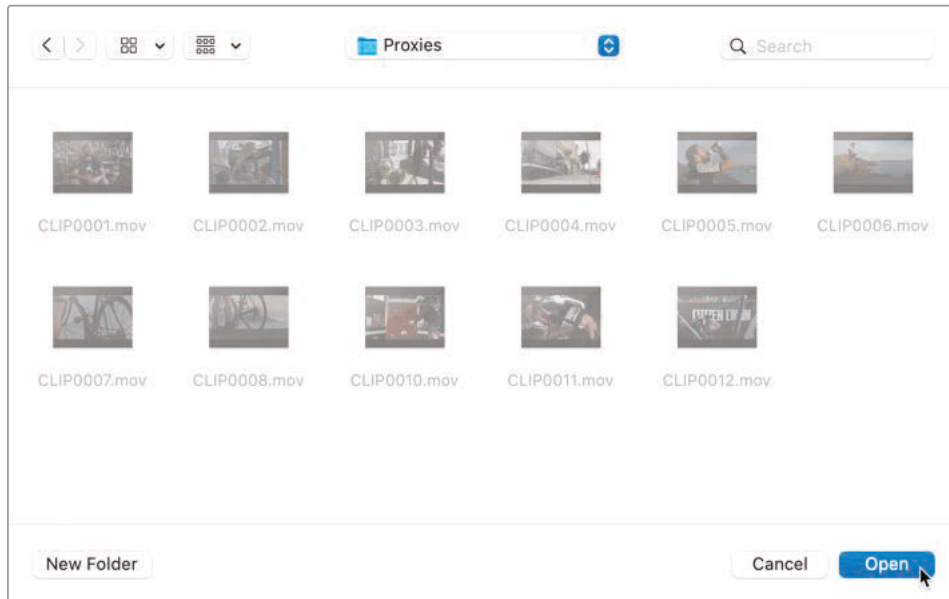 Proxies
Search
CLIP0001.mov CLIP0002.mov CLIP0003.mov CLIP0004.mov CLIP0005.mov CLIP0006.mov
CLIP0007.mov CLIP0008.mov CLIP0010.mov CLIP0011.mov CLIP0012.mov
New Folder
Cancel
Open